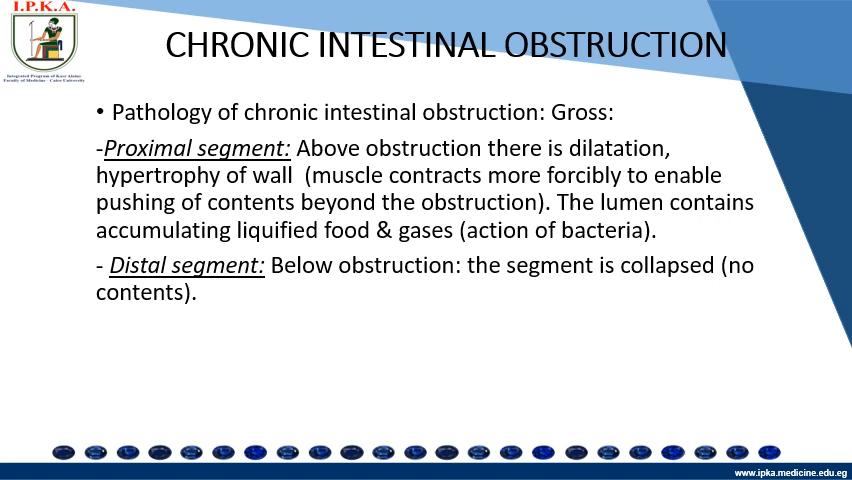 I.P.K.A.
Integrated Program of Kasr Alainy
Faculty of Medicine - Cairo University
CHRONIC INTESTINAL OBSTRUCTION
• Pathology of chronic intestinal obstruction: Gross:
-Proximal segment: Above obstruction there is dilatation,
hypertrophy of wall (muscle contracts more forcibly to enable
pushing of contents beyond the obstruction). The lumen contains
accumulating liquified food & gases (action of bacteria).
- Distal segment: Below obstruction: the segment is collapsed (no
contents).
www.ipka.medicine.edu.eg